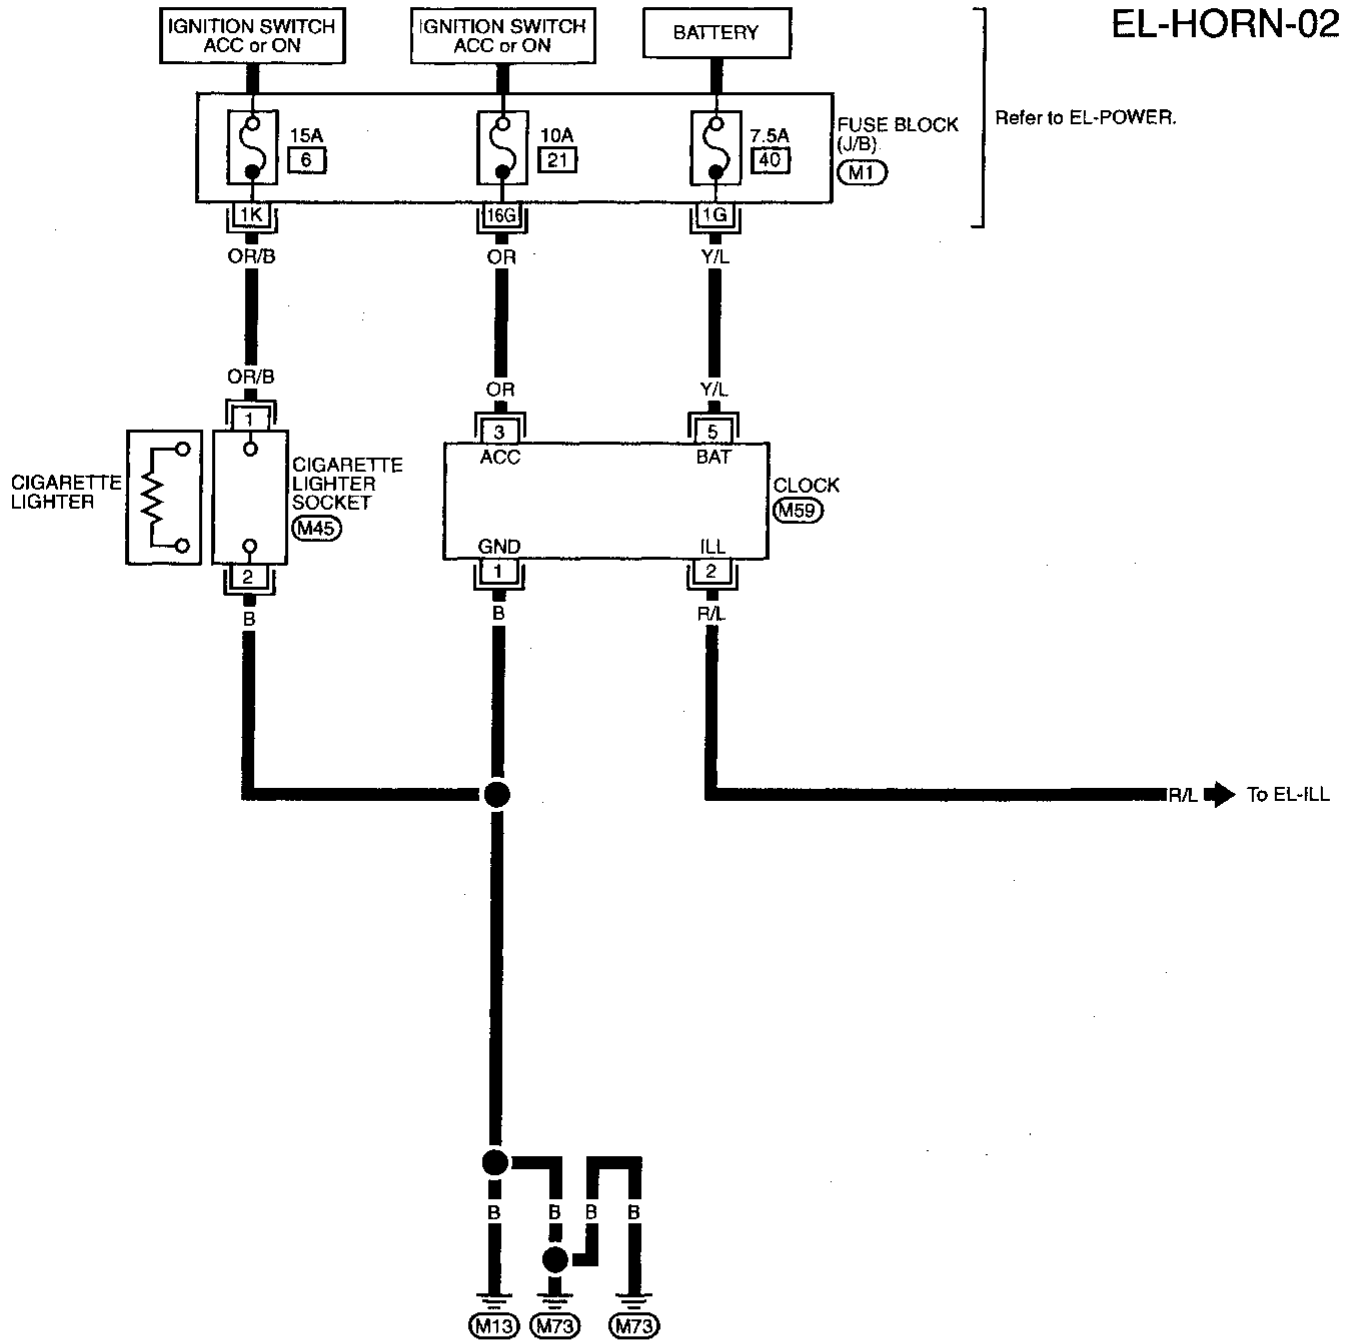 EL-HORN-02
IGNITION SWITCH
ACC or ON
IGNITION SWITCH
ACC or ON
BATTERY
Refer to EL-POWER.
15A
6
10A
21
7.5A
40
FUSE BLOCK
(J/B)
M1
1K
16G
1G
OR/B
OR
Y/L
OR/B
OR
Y/L
1
3
5
ACC
BAT
CIGARETTE
LIGHTER
CIGARETTE
LIGHTER
SOCKET
M45
CLOCK
M59
GND
ILL
2
1
2
B
B
R/L
R/L
To EL-ILL
B
B
B
B
M13
M73
M73